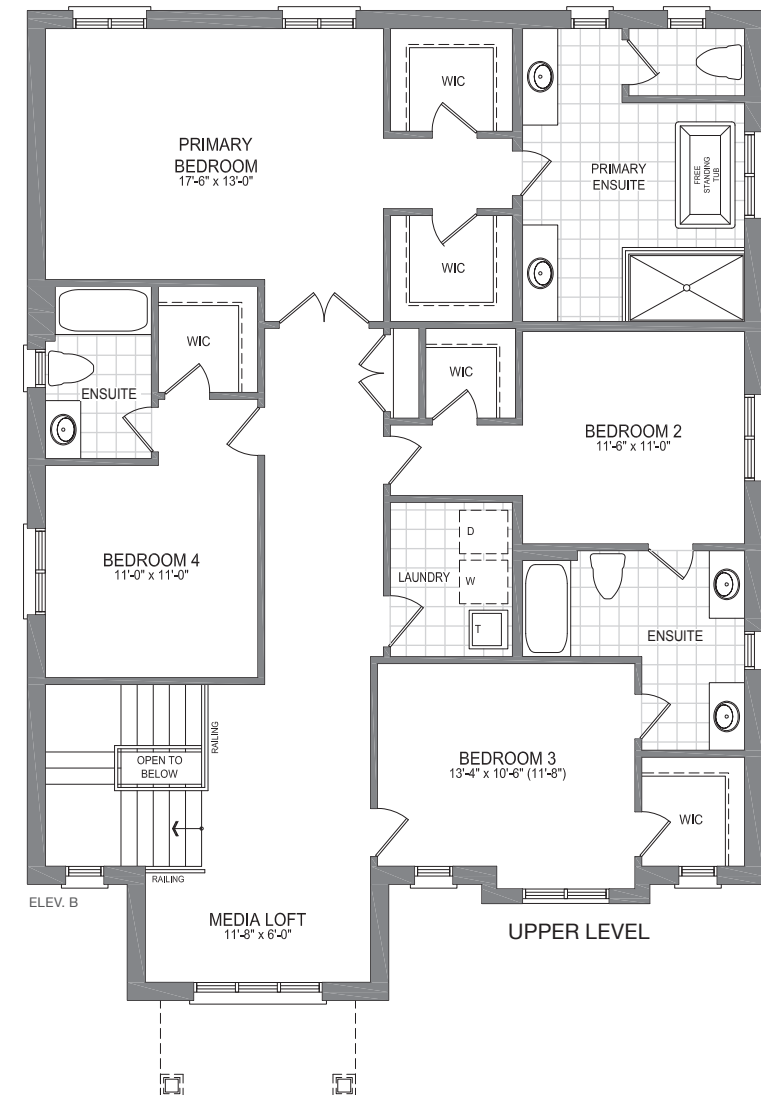 WIC
PRIMARY
BEDROOM
17'-6" x 13'-0"
PRIMARY
ENSUITE
FREE
STANDING
TUB
WIC
WIC
WIC
ENSUITE
BEDROOM 2
11'-6" x 11'-0"
D
BEDROOM 4
11'-0" x 11'-0"
LAUNDRY
W
T
ENSUITE
RAILING
OPEN TO
BELOW
BEDROOM 3
13'-4" x 10'-6" (11'-8")
WIC
RAILING
ELEV. B
MEDIA LOFT
11'-8" x 6'-0"
UPPER LEVEL